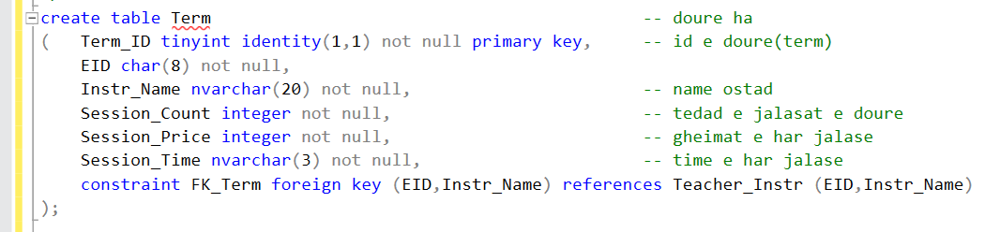 create table Term -- doure ha
( Term_ID tinyint identity(1,1) not null primary key, -- id e doure(term)
EID char(8) not null,
Instr_Name nvarchar(20) not null, -- name ostad
Session_Count integer not null, -- tedad e jalasat e doure
Session_Price integer not null, -- gheimat e har jalase
Session_Time nvarchar(3) not null, -- time e har jalase
constraint FK_Term foreign key (EID,Instr_Name) references Teacher_Instr (EID,Instr_Name)
);